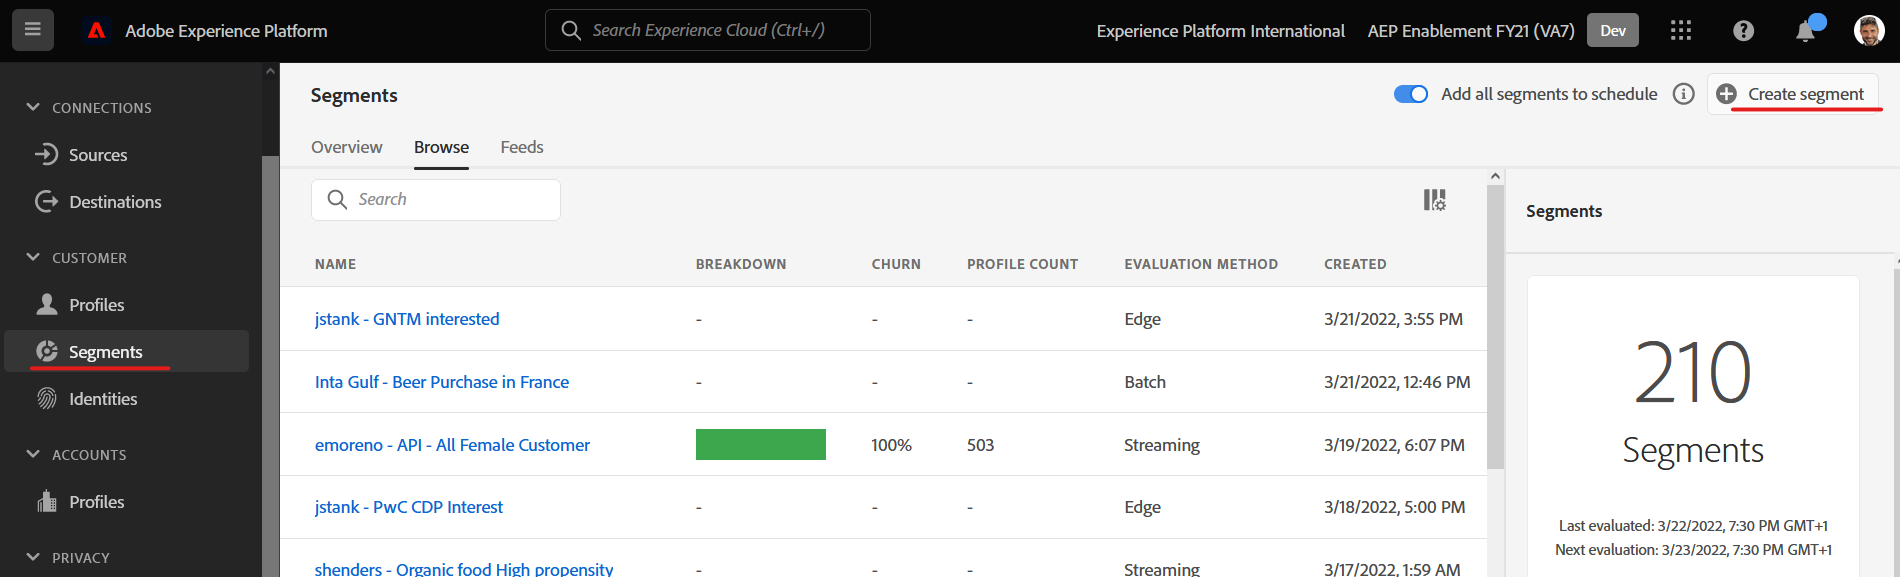 Adobe Experience Platform
Search Experience Cloud (Ctrl+/)
Experience Platform International
AEP Enablement FY21 (VA7)
Dev
CONNECTIONS
Sources
Destinations
CUSTOMER
Profiles
Segments
Identities
ACCOUNTS
Profiles
PRIVACY
Segments
Add all segments to schedule
Create segment
Overview Browse Feeds
Search
NAME BREAKDOWN CHURN PROFILE COUNT EVALUATION METHOD CREATED
jstank - GNTM interested - - - Edge 3/21/2022, 3:55 PM
Inta Gulf - Beer Purchase in France - - - Batch 3/21/2022, 12:46 PM
emoreno - API - All Female Customer 100% 503 Streaming 3/19/2022, 6:07 PM
jstank - PwC CDP Interest - - - Edge 3/18/2022, 5:00 PM
shenders - Organic food High propensity - - - Streaming 3/17/2022, 1:59 AM
Segments
210
Segments
Last evaluated: 3/22/2022, 7:30 PM GMT+1
Next evaluation: 3/23/2022, 7:30 PM GMT+1